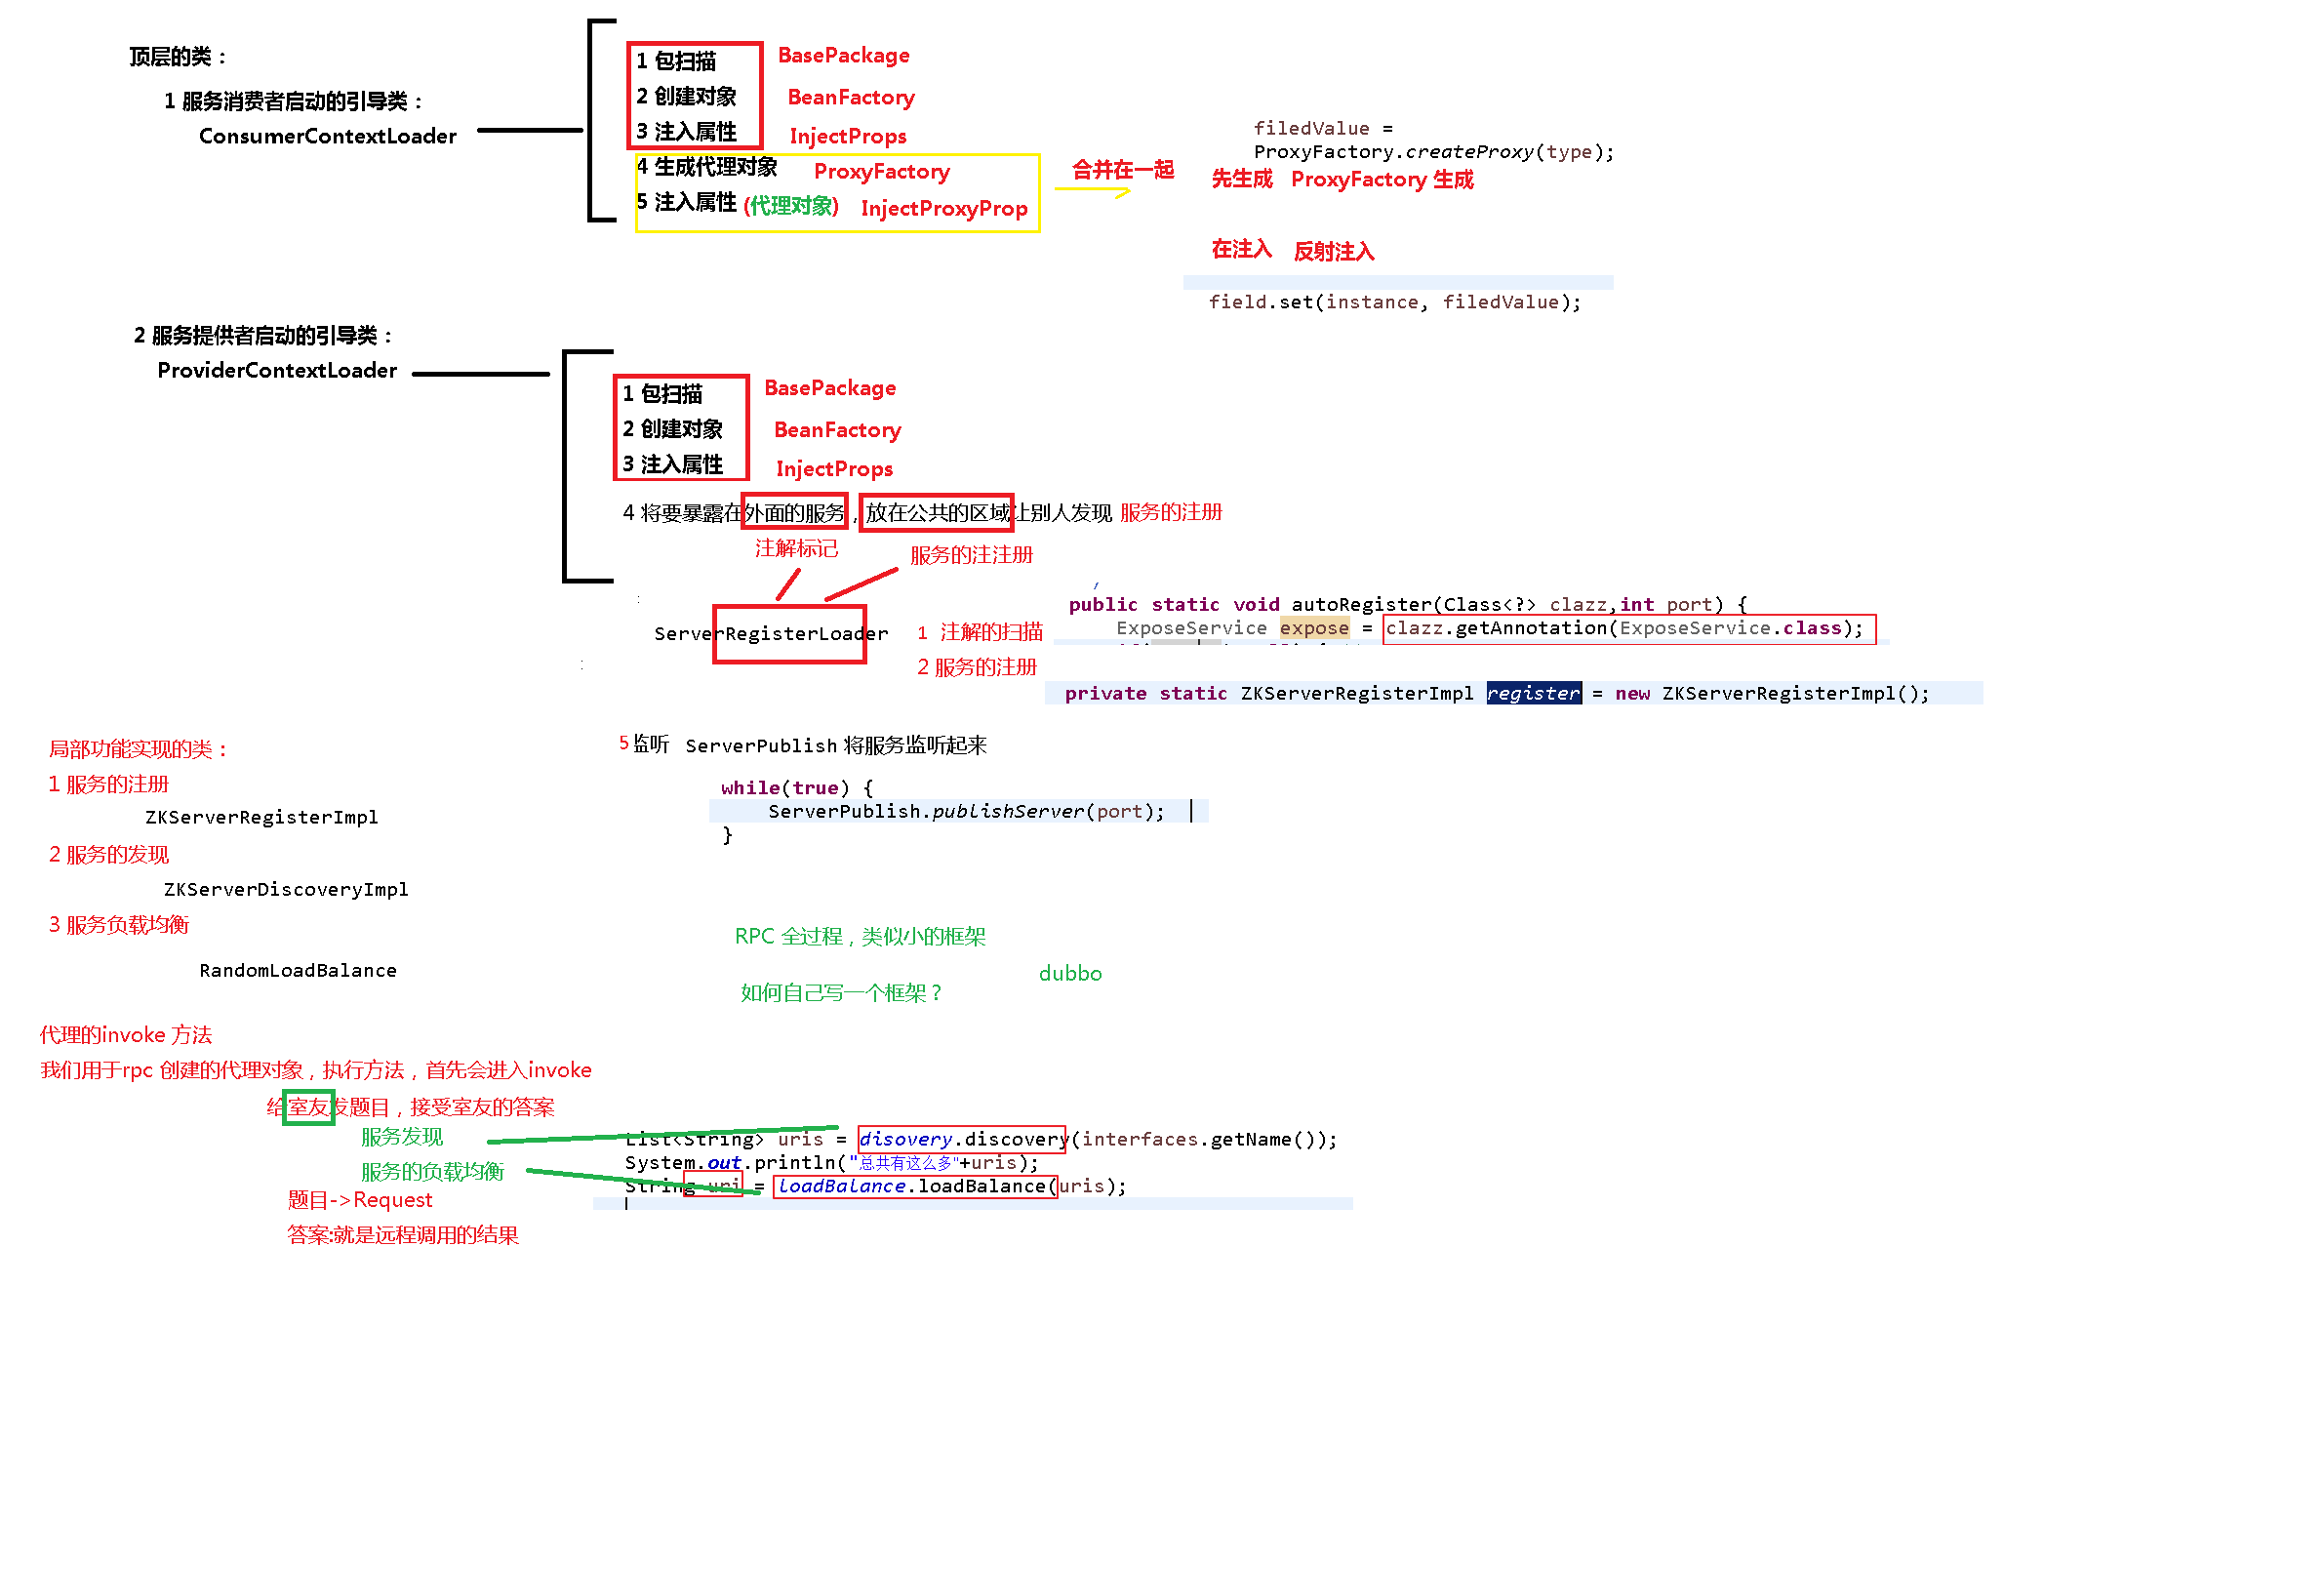 顶层的类：
1 服务消费者启动的引导类：
ConsumerContextLoader
1 包扫描 BasePackage
2 创建对象 BeanFactory
3 注入属性 InjectProps
4 生成代理对象 ProxyFactory
5 注入属性 (代理对象) InjectProxyProp
合并在一起
filedValue =
ProxyFactory.createProxy(type);
先生成 ProxyFactory 生成
在注入 反射注入
field.set(instance, filedValue);
2 服务提供者启动的引导类：
ProviderContextLoader
1 包扫描 BasePackage
2 创建对象 BeanFactory
3 注入属性 InjectProps
4 将要暴露在外面的服务，放在公共的区域让别人发现 服务的注册
注解标记 服务的注注册
ServerRegisterLoader
1 注解的扫描
2 服务的注册
public static void autoRegister(Class<?> clazz,int port) {
ExposeService expose = clazz.getAnnotation(ExposeService.class);
private static ZKServerRegisterImpl register = new ZKServerRegisterImpl();
5 监听 ServerPublish 将服务监听起来
while(true) {
ServerPublish.publishServer(port);
}
局部功能实现的类：
1 服务的注册
ZKServerRegisterImpl
2 服务的发现
ZKServerDiscoveryImpl
3 服务负载均衡
RandomLoadBalance
RPC 全过程，类似小的框架
dubbo
如何自己写一个框架？
代理的invoke 方法
我们用于rpc 创建的代理对象，执行方法，首先会进入invoke
给室友发题目，接受室友的答案
服务发现
服务的负载均衡
题目->Request
答案:就是远程调用的结果
List<String> uris = disovery.discovery(interfaces.getName());
System.out.println("总共有这么多"+uris);
String uri = loadBalance.loadBalance(uris);